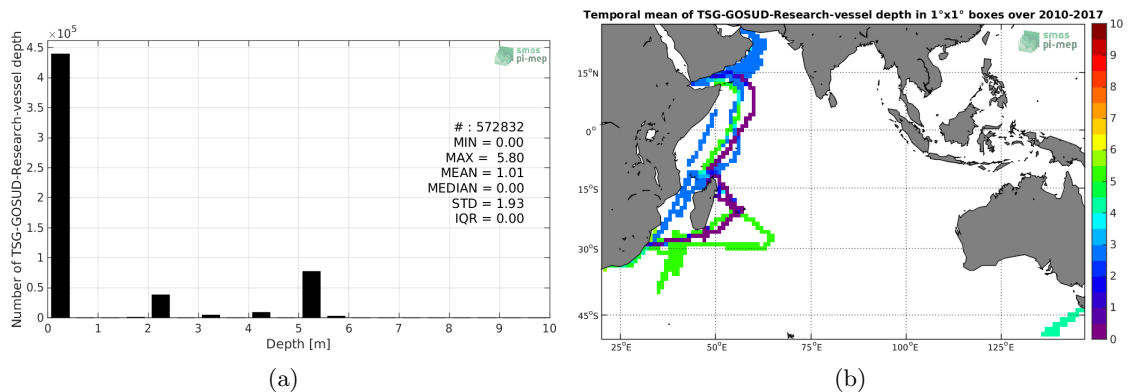 ×10⁵
4.5
4
3.5
3
2.5
2
1.5
1
0.5
0
Number of TSG-GOSUD-Research-vessel depth
smos
pi-mep
# : 572832
MIN = 0.00
MAX = 5.80
MEAN = 1.01
MEDIAN = 0.00
STD = 1.93
IQR = 0.00
0 1 2 3 4 5 6 7 8 9 10
Depth [m]
(a)
Temporal mean of TSG-GOSUD-Research-vessel depth in 1°x1° boxes over 2010-2017
smos
pi-mep
15°N
0°
15°S
30°S
45°S
25°E 50°E 75°E 100°E 125°E
10
9
8
7
6
5
4
3
2
1
0
(b)